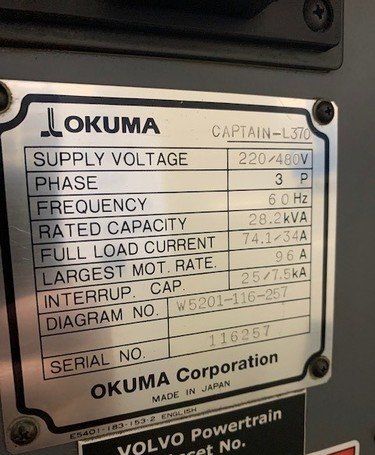 OKUMA CAPTAIN-L370
SUPPLY VOLTAGE 220/480V
PHASE 3 P
FREQUENCY 60Hz
RATED CAPACITY 28.2kVA
FULL LOAD CURRENT 74.1/34A
LARGEST MOT. RATE. 96A
INTERRUP. CAP. 25/7.5kA
DIAGRAM NO. W5201-116-257
SERIAL NO. 116257
OKUMA Corporation
MADE IN JAPAN
E5401-183-153-2 ENGLISH
VOLVO Powertrain
set No.